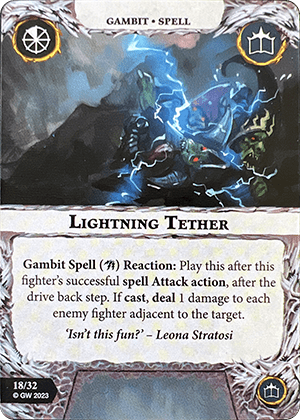 GAMBIT • SPELL
LIGHTNING TETHER
Gambit Spell () Reaction: Play this after this
fighter's successful spell Attack action, after the
drive back step. If cast, deal 1 damage to each
enemy fighter adjacent to the target.
'Isn't this fun?' – Leona Stratosi
18/32
© GW 2023